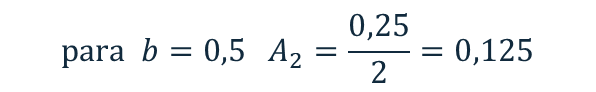 para b = 0,5 A₂ = 0,25/2 = 0,125